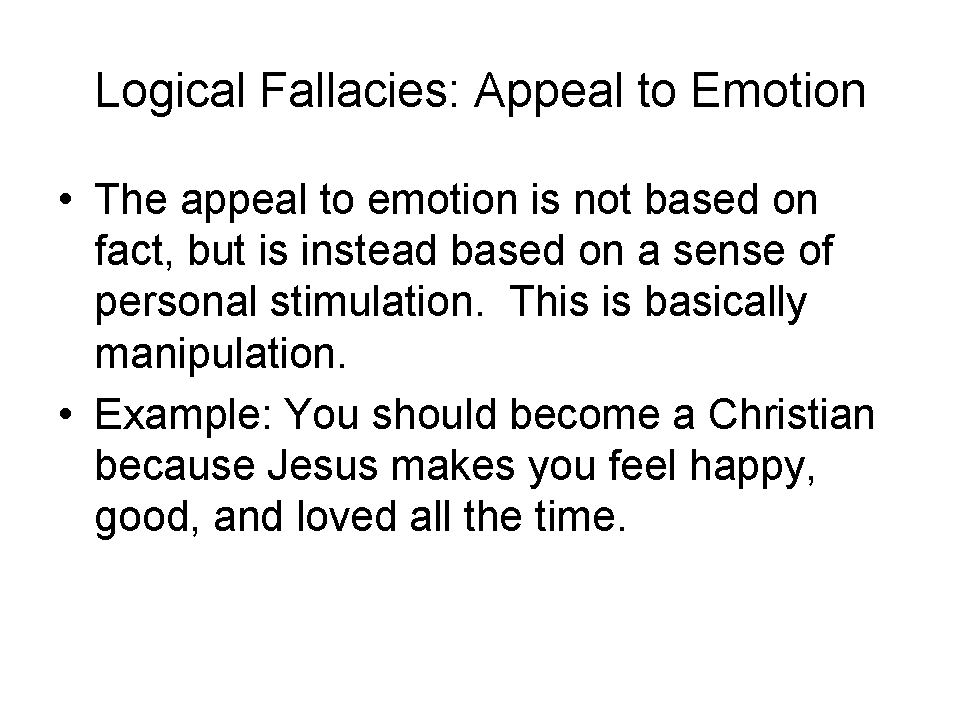 Logical Fallacies: Appeal to Emotion
• The appeal to emotion is not based on
fact, but is instead based on a sense of
personal stimulation.  This is basically
manipulation.
• Example: You should become a Christian
because Jesus makes you feel happy,
good, and loved all the time.